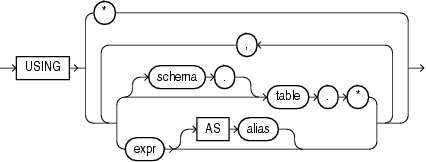 *
,
USING
schema .
table . *
AS alias
expr